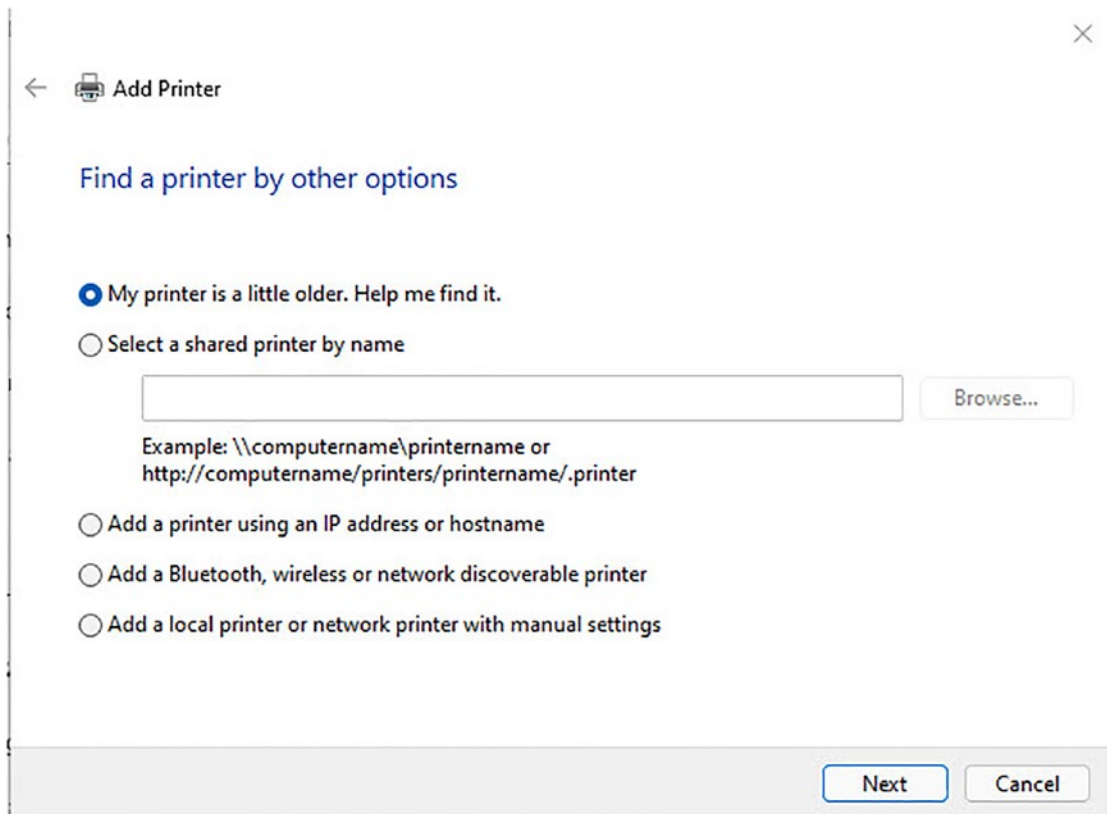 Add Printer
Find a printer by other options
My printer is a little older. Help me find it.
Select a shared printer by name
Browse...
Example: \\computername\printername or
http://computername/printers/printername/.printer
Add a printer using an IP address or hostname
Add a Bluetooth, wireless or network discoverable printer
Add a local printer or network printer with manual settings
Next
Cancel